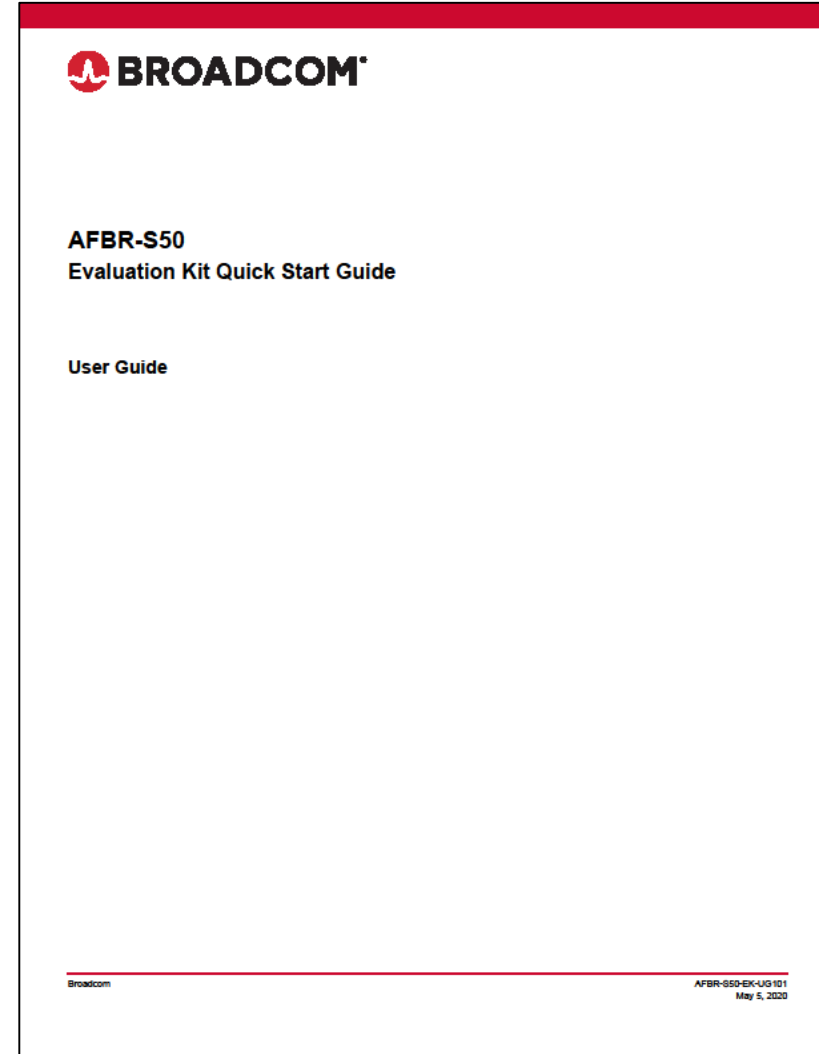 BROADCOM®
AFBR-S50
Evaluation Kit Quick Start Guide
User Guide
Broadcom
AFBR-S50-EK-UG101
May 5, 2020